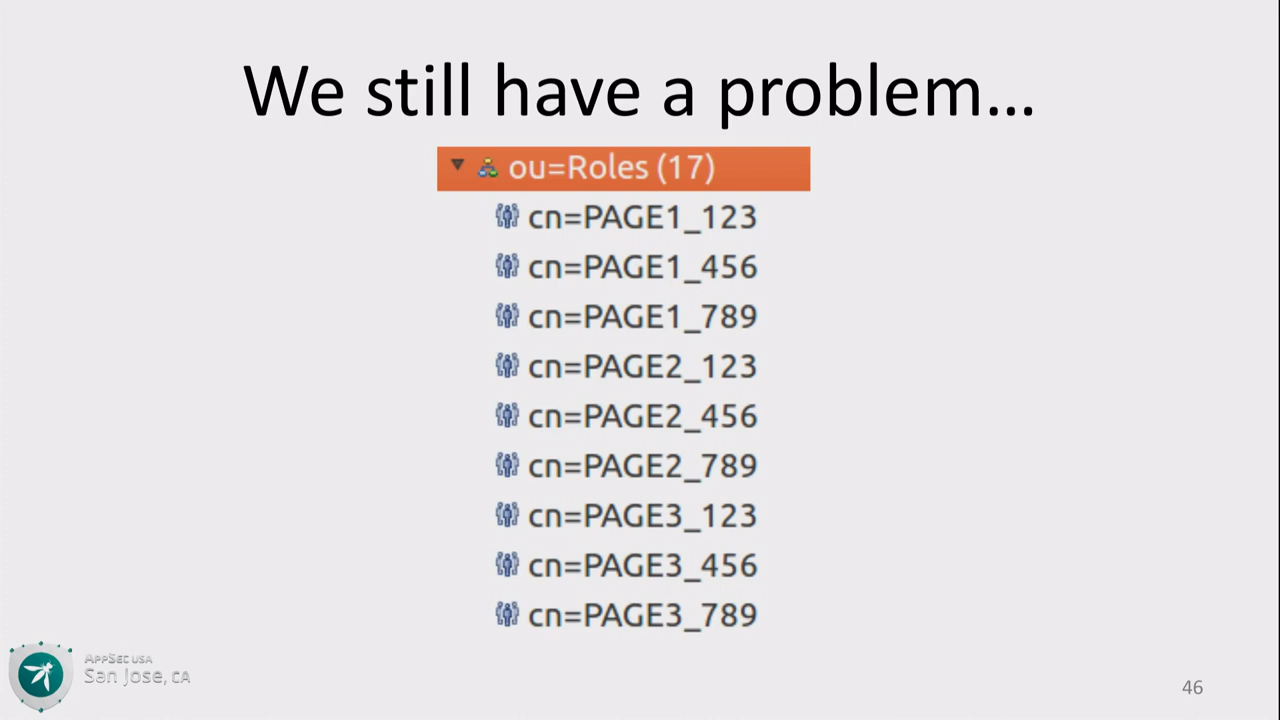 We still have a problem...
ou=Roles (17)
cn=PAGE1_123
cn=PAGE1_456
cn=PAGE1_789
cn=PAGE2_123
cn=PAGE2_456
cn=PAGE2_789
cn=PAGE3_123
cn=PAGE3_456
cn=PAGE3_789
AppSec USA
San Jose, CA
46